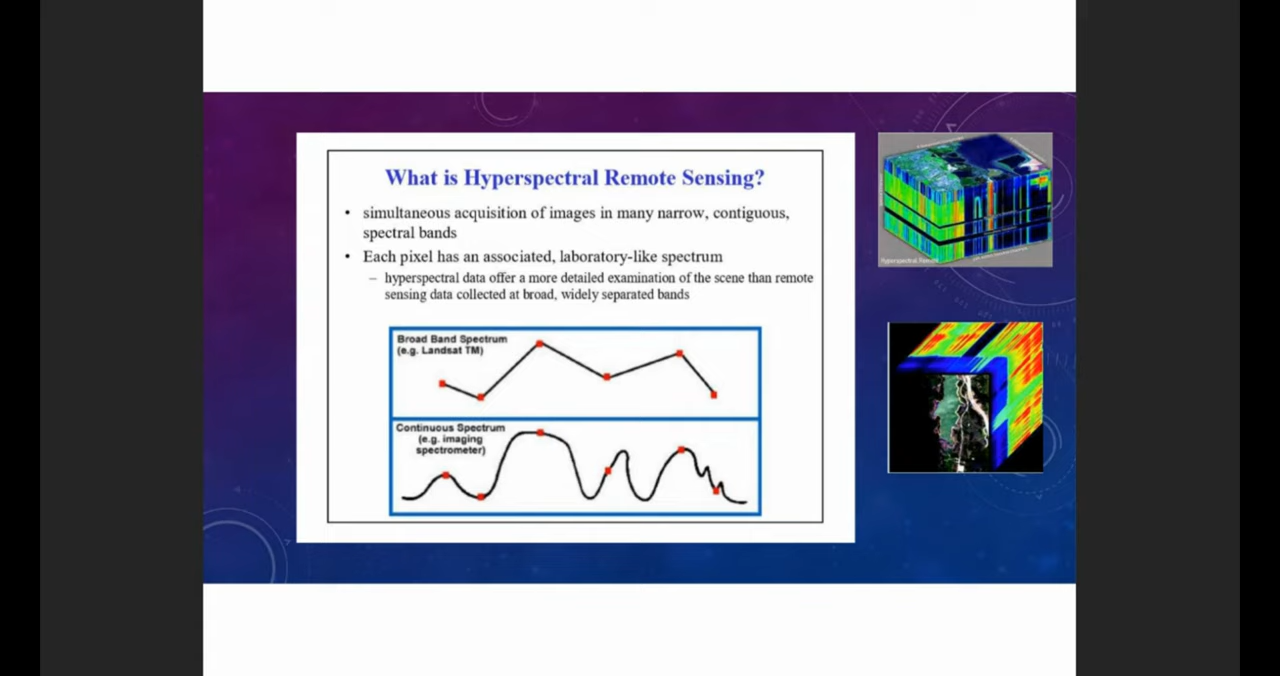 What is Hyperspectral Remote Sensing?
• simultaneous acquisition of images in many narrow, contiguous,
spectral bands
• Each pixel has an associated, laboratory-like spectrum
– hyperspectral data offer a more detailed examination of the scene than remote
sensing data collected at broad, widely separated bands
Broad Band Spectrum
(e.g. Landsat TM)
Continuous Spectrum
(e.g. imaging
spectrometer)
Hyperspectral Remote